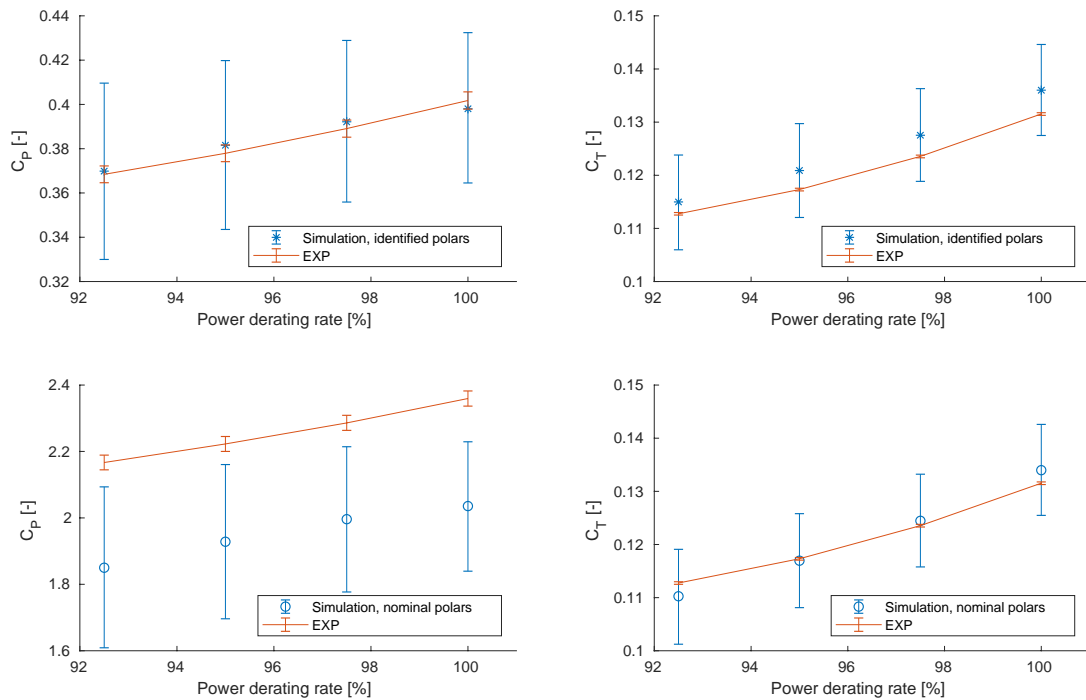 0.44
0.42
0.4
0.38
0.36
0.34
0.32
C_P [-]
Simulation, identified polars
EXP
92 94 96 98 100
Power derating rate [%]
0.15
0.14
0.13
0.12
0.11
0.1
C_T [-]
Simulation, identified polars
EXP
92 94 96 98 100
Power derating rate [%]
2.4
2.2
2
1.8
1.6
C_P [-]
Simulation, nominal polars
EXP
92 94 96 98 100
Power derating rate [%]
0.15
0.14
0.13
0.12
0.11
0.1
C_T [-]
Simulation, nominal polars
EXP
92 94 96 98 100
Power derating rate [%]